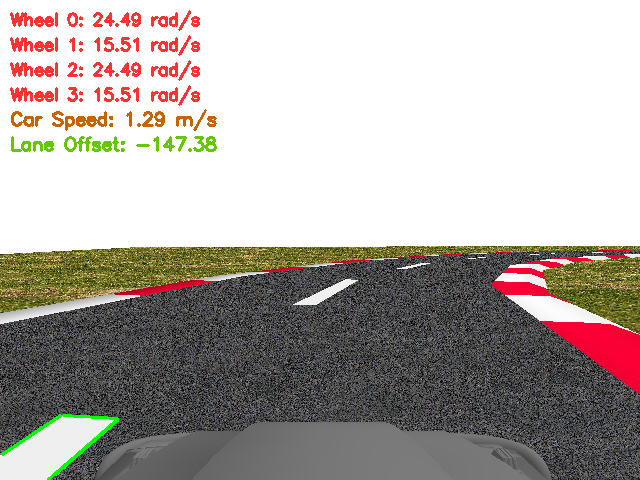 Wheel 0: 24.49 rad/s
Wheel 1: 15.51 rad/s
Wheel 2: 24.49 rad/s
Wheel 3: 15.51 rad/s
Car Speed: 1.29 m/s
Lane Offset: -147.38